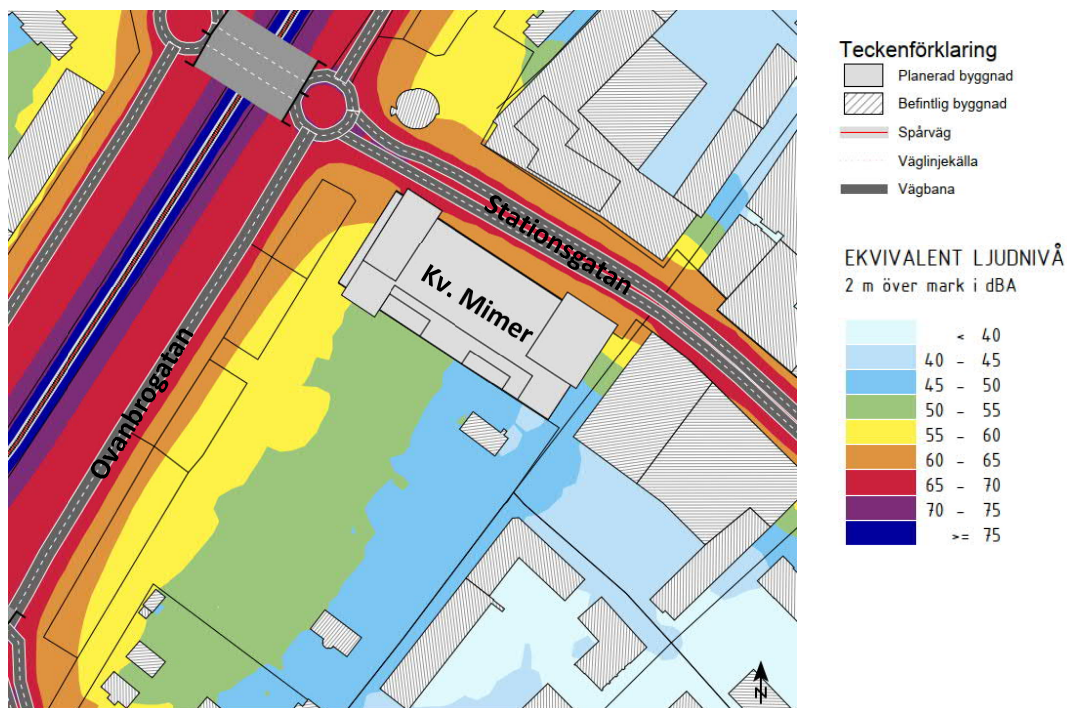 Stationsgatan
Kv. Mimer
Ovanbrogatan
N
Teckenförklaring
Planerad byggnad
Befintlig byggnad
Spårväg
Väglinjekälla
Vägbana
EKVIVALENT LJUDNIVÅ
2 m över mark i dBA
< 40
40 - 45
45 - 50
50 - 55
55 - 60
60 - 65
65 - 70
70 - 75
>= 75